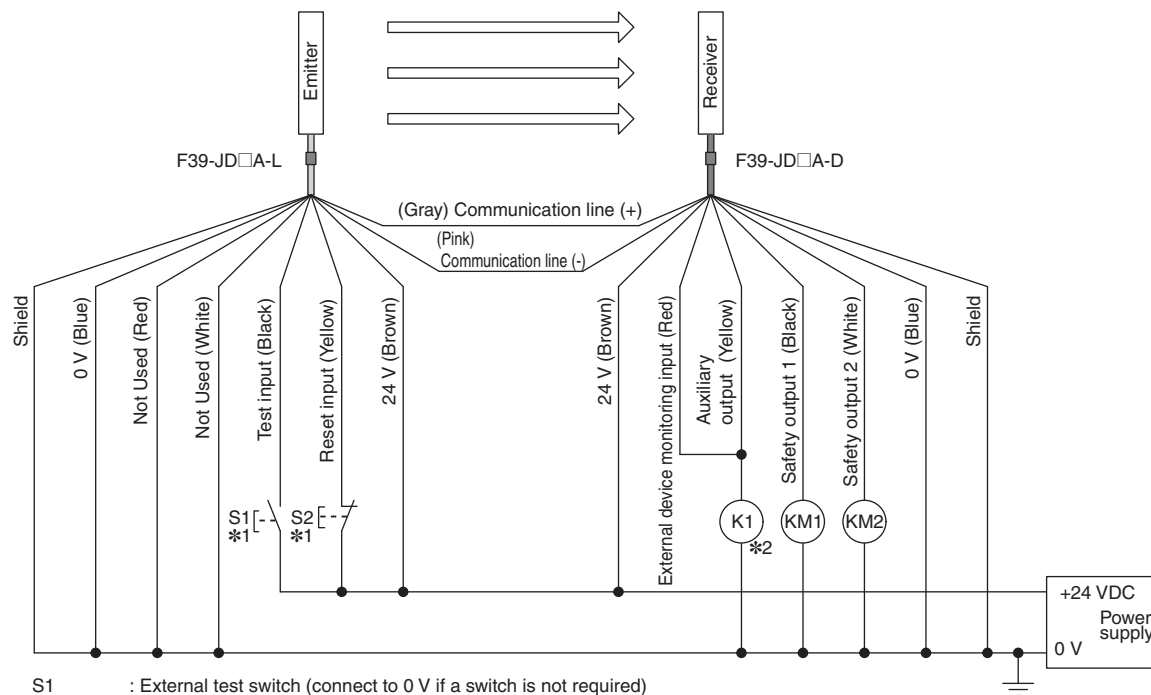 Emitter
Receiver
F39-JD□A-L
F39-JD□A-D
(Gray) Communication line (+)
(Pink)
Communication line (-)
Shield
0 V (Blue)
Not Used (Red)
Not Used (White)
Test input (Black)
Reset input (Yellow)
24 V (Brown)
24 V (Brown)
External device monitoring input (Red)
Auxiliary
output (Yellow)
Safety output 1 (Black)
Safety output 2 (White)
0 V (Blue)
Shield
S1
*1
S2
*1
K1
*2
KM1
KM2
+24 VDC
Power
supply
0 V
S1 : External test switch (connect to 0 V if a switch is not required)